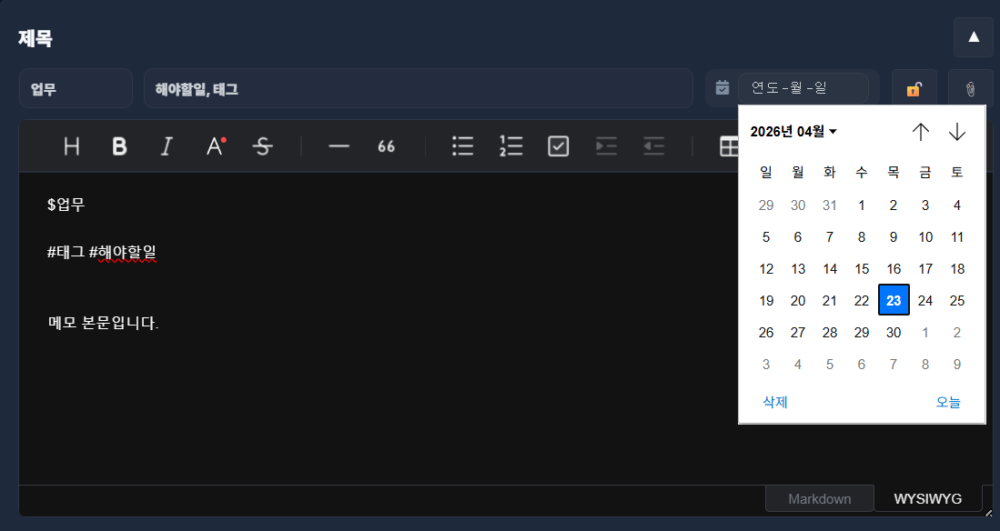 제목
▲
업무
해야할일, 태그
연도-월-일
H B I A S — 66
$업무
#태그 #해야할일
메모 본문입니다.
2026년 04월
일 월 화 수 목 금 토
29 30 31 1 2 3 4
5 6 7 8 9 10 11
12 13 14 15 16 17 18
19 20 21 22 23 24 25
26 27 28 29 30 1 2
3 4 5 6 7 8 9
삭제 오늘
Markdown WYSIWYG